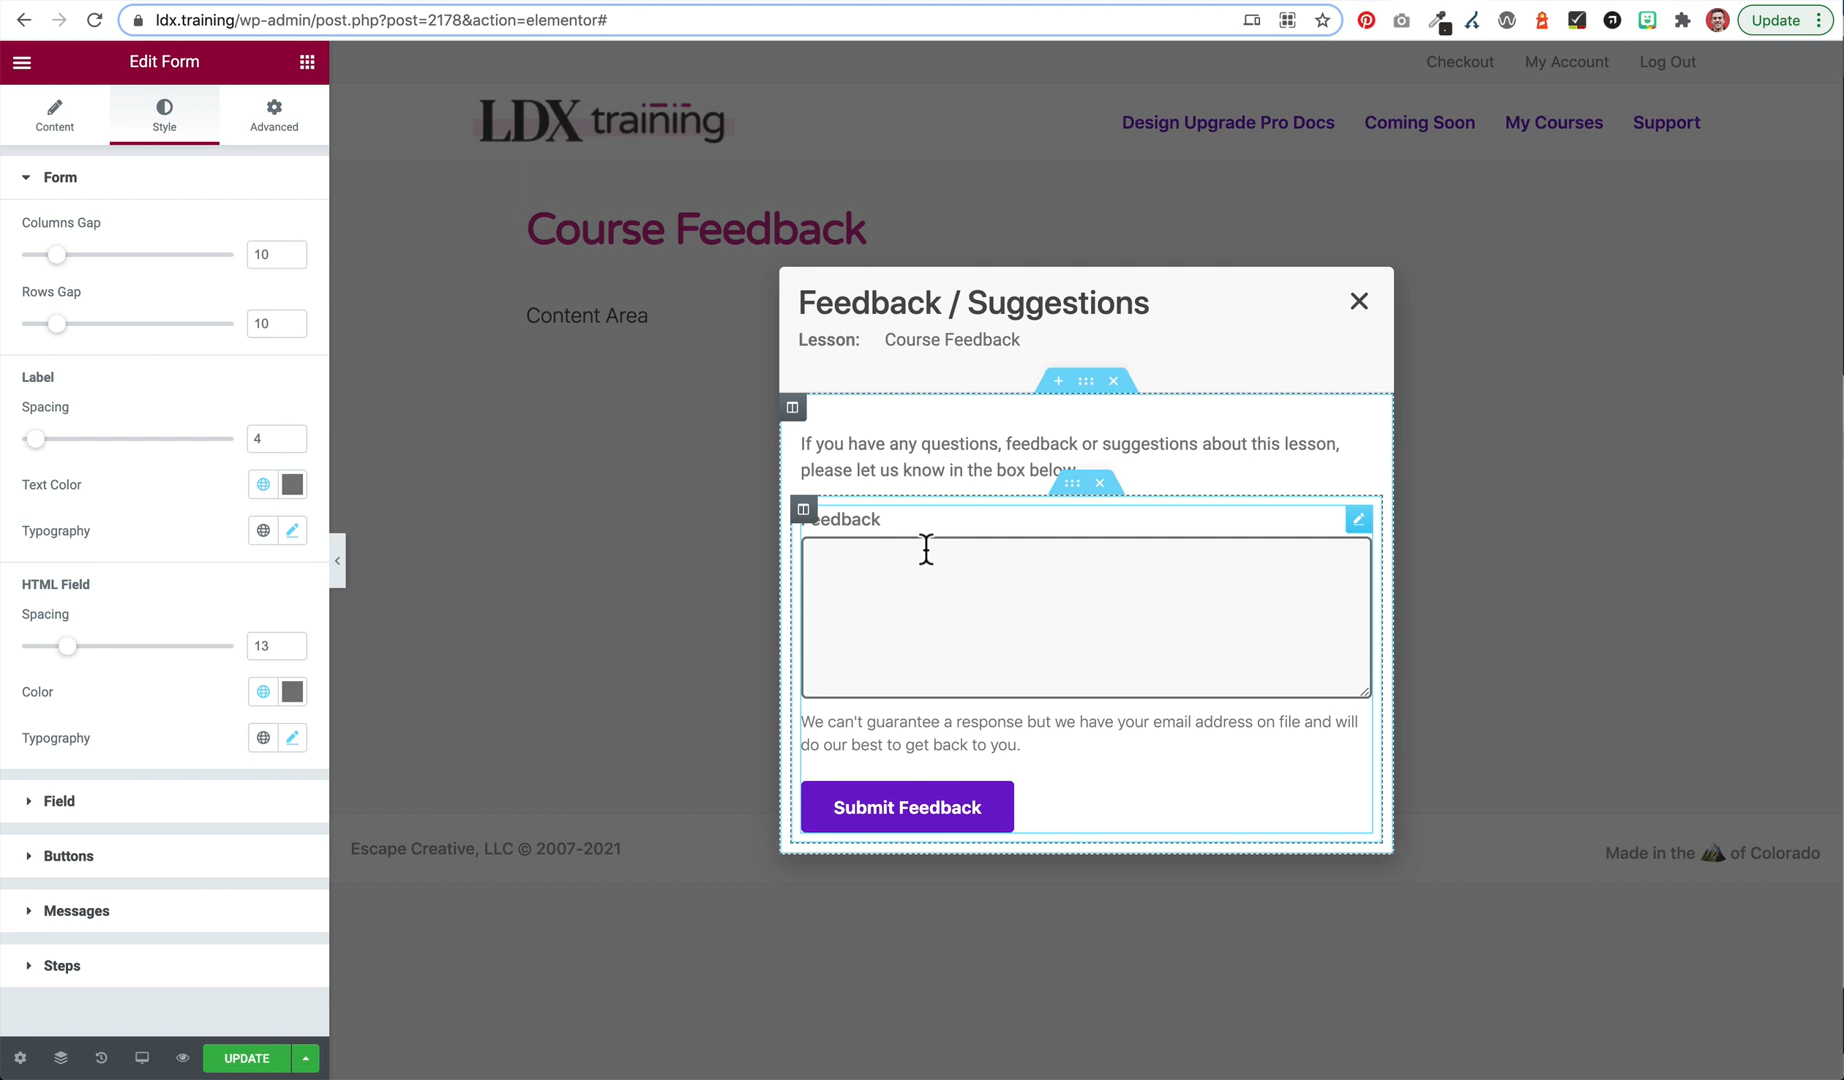 ldx.training/wp-admin/post.php?post=2178&action=elementor#
Update
Edit Form
Content
Style
Advanced
Form
Columns Gap
10
Rows Gap
10
Label
Spacing
4
Text Color
Typography
HTML Field
Spacing
13
Color
Typography
Field
Buttons
Messages
Steps
UPDATE
Checkout
My Account
Log Out
LDX training
Design Upgrade Pro Docs
Coming Soon
My Courses
Support
Course Feedback
Content Area
Feedback / Suggestions
Lesson: Course Feedback
If you have any questions, feedback or suggestions about this lesson,
please let us know in the box below
eedback
We can't guarantee a response but we have your email address on file and will
do our best to get back to you.
Submit Feedback
Escape Creative, LLC © 2007-2021
Made in the of Colorado